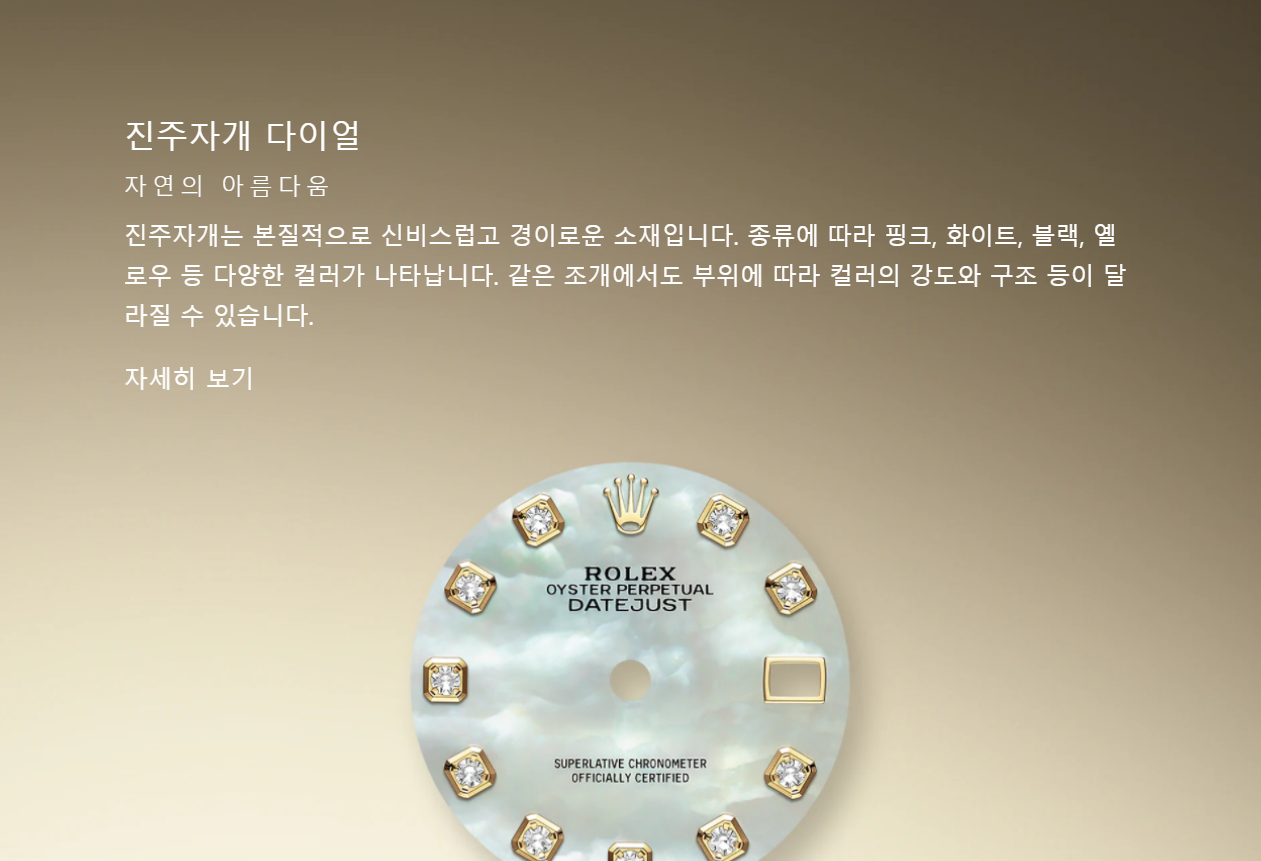 진주자개 다이얼
자연의 아름다움
진주자개는 본질적으로 신비스럽고 경이로운 소재입니다. 종류에 따라 핑크, 화이트, 블랙, 옐
로우 등 다양한 컬러가 나타납니다. 같은 조개에서도 부위에 따라 컬러의 강도와 구조 등이 달
라질 수 있습니다.
자세히 보기
ROLEX
OYSTER PERPETUAL
DATEJUST
SUPERLATIVE CHRONOMETER
OFFICIALLY CERTIFIED